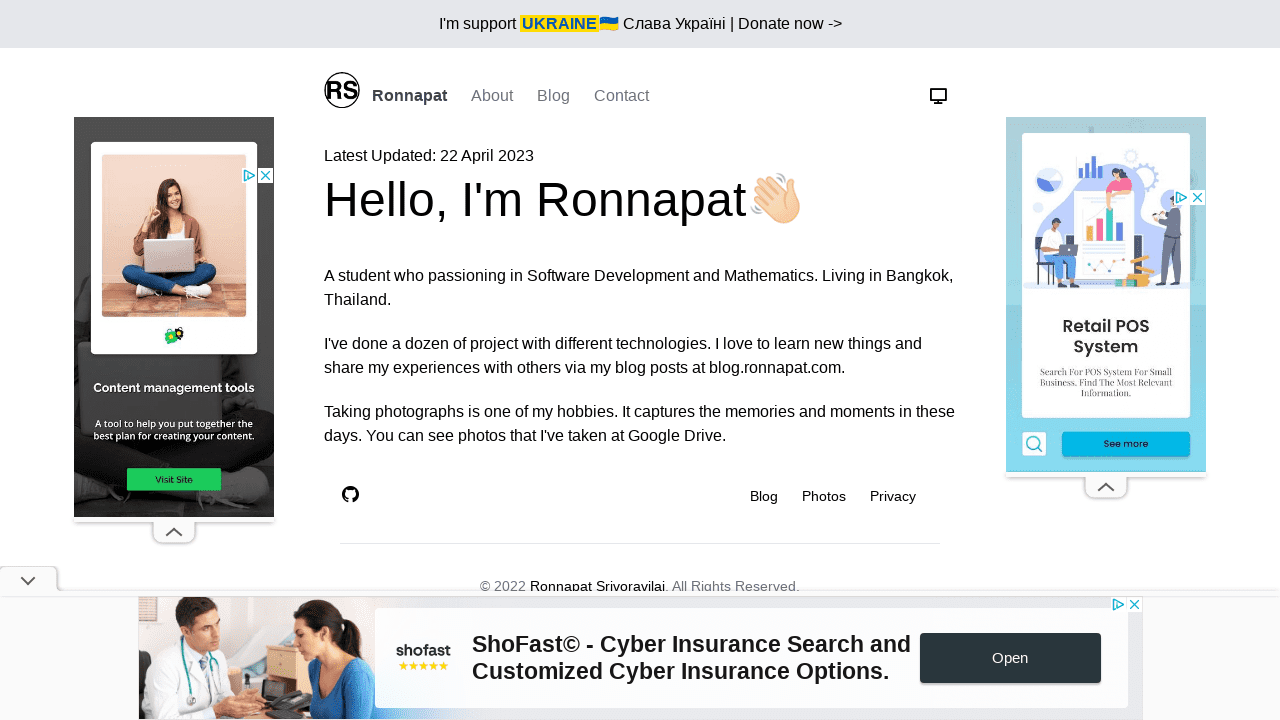 I'm support UKRAINE🇺🇦 Слава Україні | Donate now ->
RS Ronnapat About Blog Contact
Latest Updated: 22 April 2023
Hello, I'm Ronnapat👋🏻
A student who passioning in Software Development and Mathematics. Living in Bangkok,
Thailand.
I've done a dozen of project with different technologies. I love to learn new things and
share my experiences with others via my blog posts at blog.ronnapat.com.
Taking photographs is one of my hobbies. It captures the memories and moments in these
days. You can see photos that I've taken at Google Drive.
Blog Photos Privacy
© 2022 Ronnapat Srivoravilai. All Rights Reserved.
Content management tools
A tool to help you put together the
best plan for creating your content.
Visit Site
Retail POS
System
Search For POS System For Small
Business. Find The Most Relevant
Information.
See more
shofast
ShoFast© - Cyber Insurance Search and
Customized Cyber Insurance Options.
Open